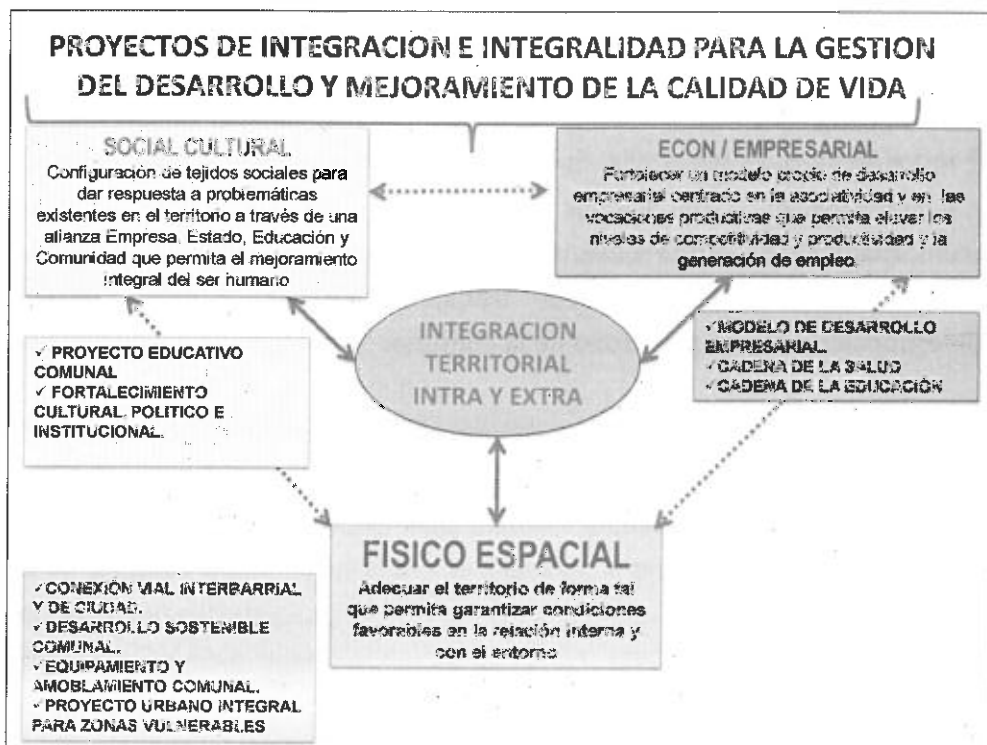 PROYECTOS DE INTEGRACION E INTEGRALIDAD PARA LA GESTION
DEL DESARROLLO Y MEJORAMIENTO DE LA CALIDAD DE VIDA
SOCIAL CULTURAL
Configuración de tejidos sociales para
dar respuesta a problemáticas
existentes en el territorio a través de una
alianza Empresa, Estado, Educación y
Comunidad que permita el mejoramiento
integral del ser humano
ECON / EMPRESARIAL
Fortalecer un modelo propio de desarrollo
empresarial centrado en la asociatividad y en las
vocaciones productivas que permita elevar los
niveles de competitividad y productividad y la
generación de empleo
✓ PROYECTO EDUCATIVO
COMUNAL
✓ FORTALECIMIENTO
CULTURAL, POLITICO E
INSTITUCIONAL.
INTEGRACION
TERRITORIAL
INTRA Y EXTRA
✓MODELO DE DESARROLLO
EMPRESARIAL.
✓CADENA DE LA SALUD
✓CADENA DE LA EDUCACIÓN
FISICO ESPACIAL
Adecuar el territorio de forma tal
que permita garantizar condiciones
favorables en la relación interna y
con el entorno
✓CONEXIÓN VIAL INTERBARRIAL
Y DE CIUDAD.
✓DESARROLLO SOSTENIBLE
COMUNAL.
✓EQUIPAMIENTO Y
AMOBLAMIENTO COMUNAL.
✓PROYECTO URBANO INTEGRAL
PARA ZONAS VULNERABLES